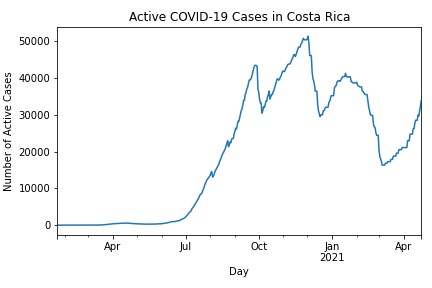 Active COVID-19 Cases in Costa Rica
50000
40000
30000
20000
10000
0
Number of Active Cases
Apr
Jul
Oct
Jan
2021
Apr
Day